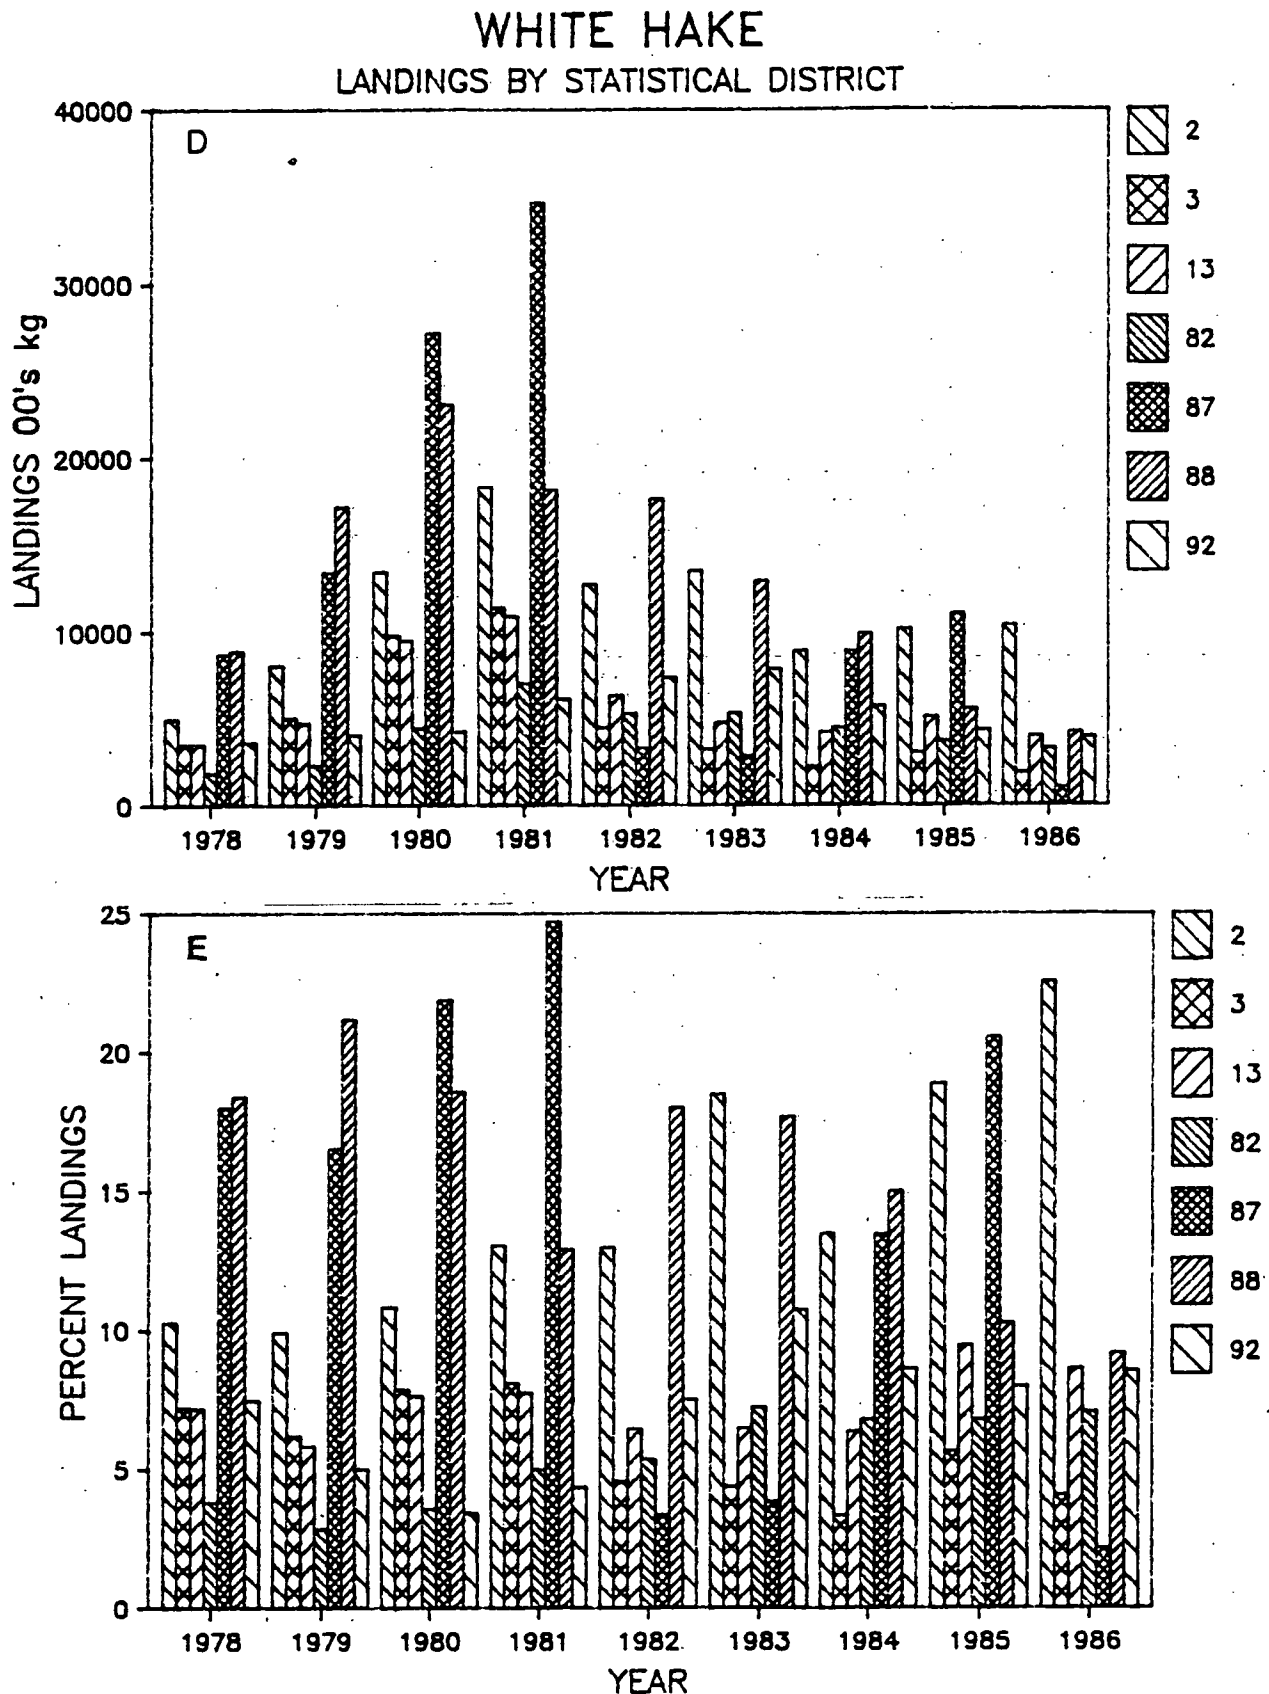 WHITE HAKE
LANDINGS BY STATISTICAL DISTRICT
D
40000
30000
20000
10000
0
LANDINGS 00's kg
1978 1979 1980 1981 1982 1983 1984 1985 1986
YEAR
2
3
13
82
87
88
92
E
25
20
15
10
5
0
PERCENT LANDINGS
1978 1979 1980 1981 1982 1983 1984 1985 1986
YEAR
2
3
13
82
87
88
92